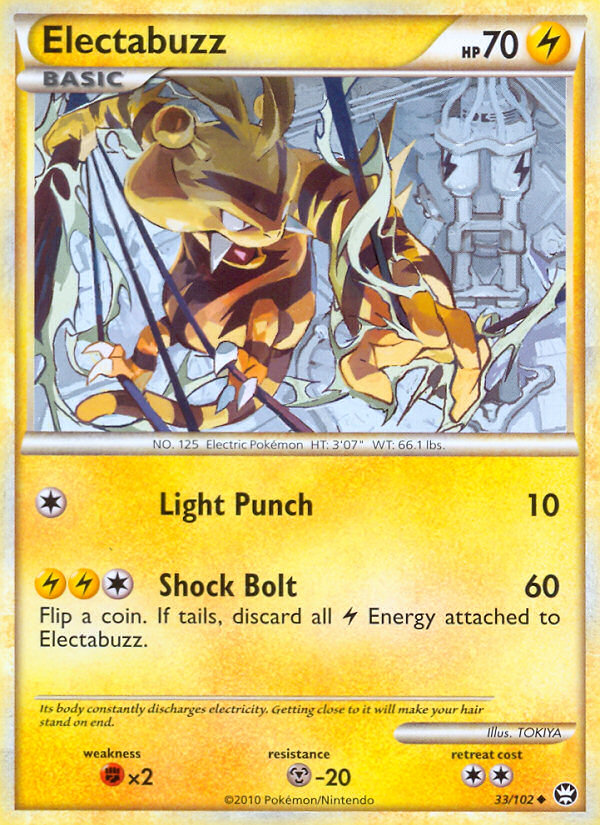 Electabuzz
HP 70
BASIC
NO. 125 Electric Pokémon HT: 3'07" WT: 66.1 lbs.
Light Punch 10
Shock Bolt 60
Flip a coin. If tails, discard all Energy attached to
Electabuzz.
Its body constantly discharges electricity. Getting close to it will make your hair
stand on end.
Illus. TOKIYA
weakness resistance retreat cost
×2 -20
©2010 Pokémon/Nintendo 33/102